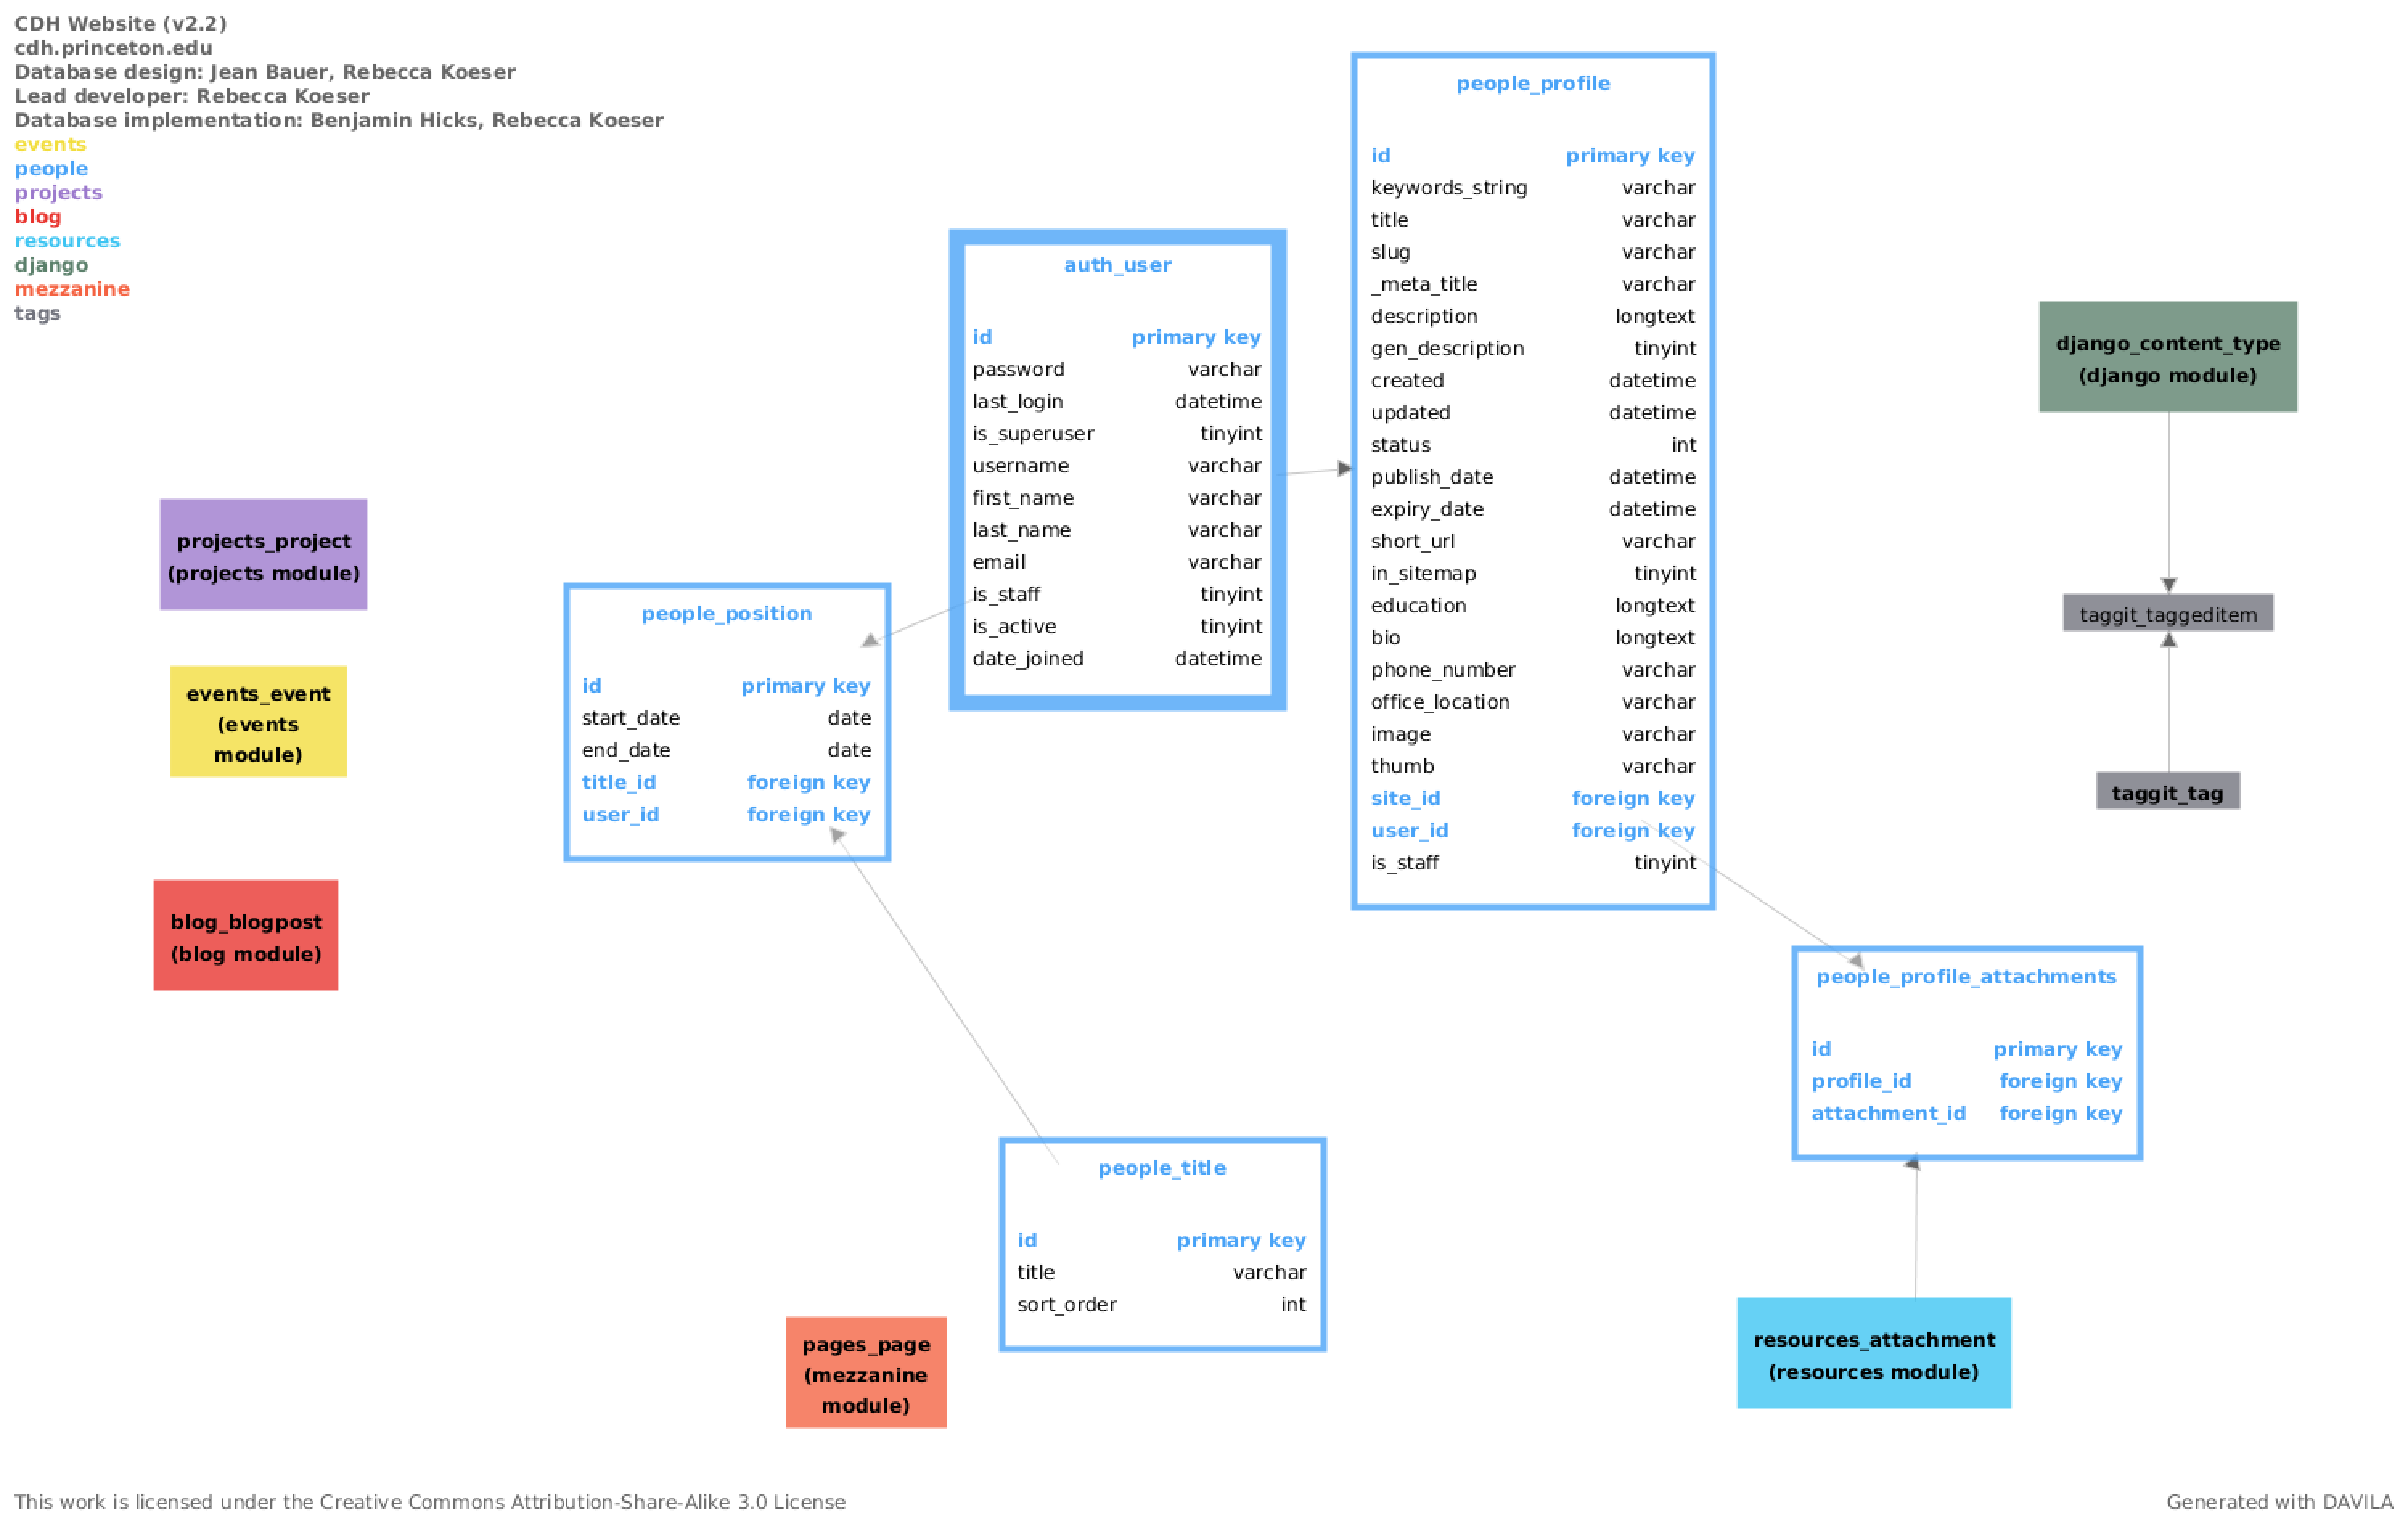 CDH Website (v2.2)
cdh.princeton.edu
Database design: Jean Bauer, Rebecca Koeser
Lead developer: Rebecca Koeser
Database implementation: Benjamin Hicks, Rebecca Koeser
events
people
projects
blog
resources
django
mezzanine
tags
projects_project
(projects module)
events_event
(events
module)
blog_blogpost
(blog module)
people_position
id primary key
start_date date
end_date date
title_id foreign key
user_id foreign key
auth_user
id primary key
password varchar
last_login datetime
is_superuser tinyint
username varchar
first_name varchar
last_name varchar
email varchar
is_staff tinyint
is_active tinyint
date_joined datetime
people_profile
id primary key
keywords_string varchar
title varchar
slug varchar
_meta_title varchar
description longtext
gen_description tinyint
created datetime
updated datetime
status int
publish_date datetime
expiry_date datetime
short_url varchar
in_sitemap tinyint
education longtext
bio longtext
phone_number varchar
office_location varchar
image varchar
thumb varchar
site_id foreign key
user_id foreign key
is_staff tinyint
django_content_type
(django module)
taggit_taggeditem
taggit_tag
people_profile_attachments
id primary key
profile_id foreign key
attachment_id foreign key
people_title
id primary key
title varchar
sort_order int
pages_page
(mezzanine
module)
resources_attachment
(resources module)
This work is licensed under the Creative Commons Attribution-Share-Alike 3.0 License
Generated with DAVILA